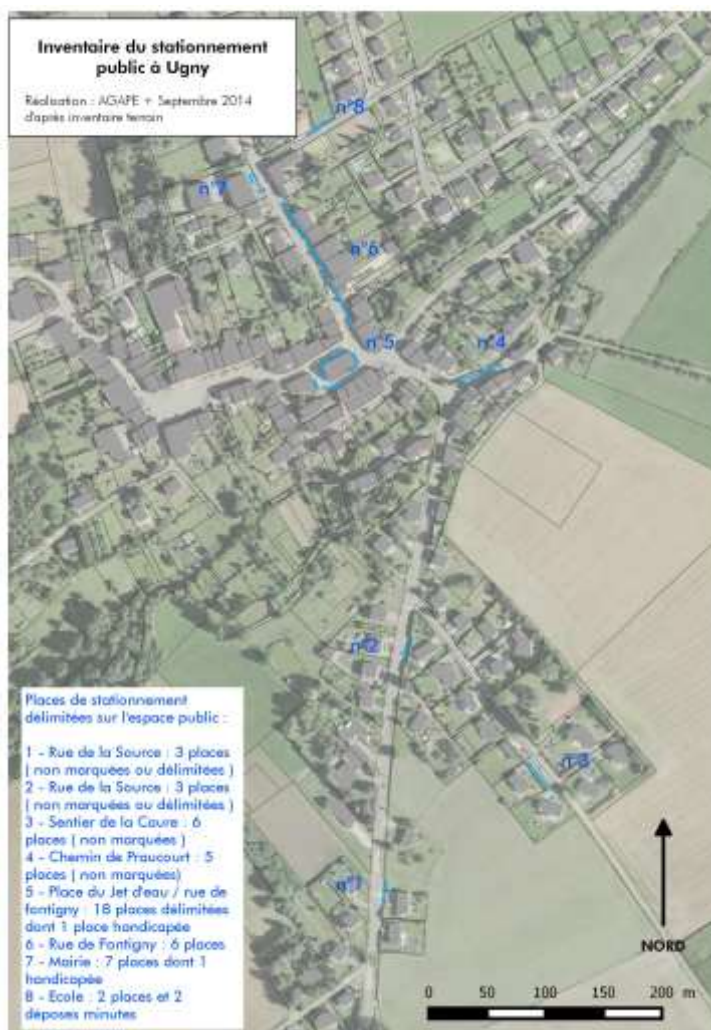 Inventaire du stationnement
public à Ugny
Réalisation : AGAPE + Septembre 2014
d'après inventaire terrain
n°8
n°7
n°6
n°5
n°4
n°2
n°3
n°1
Places de stationnement
délimitées sur l'espace public :
1 - Rue de la Source : 3 places
( non marquées ou délimitées )
2 - Rue de la Source : 3 places
( non marquées ou délimitées )
3 - Sentier de la Caure : 6
places ( non marquées )
4 - Chemin de Praucourt : 5
places ( non marquées)
5 - Place du Jet d'eau / rue de
fontigny : 18 places délimitées
dont 1 place handicapée
6 - Rue de Fontigny : 6 places
7 - Mairie : 7 places dont 1
handicapée
8 - Ecole : 2 places et 2
déposes minutes
NORD
0 50 100 150 200 m